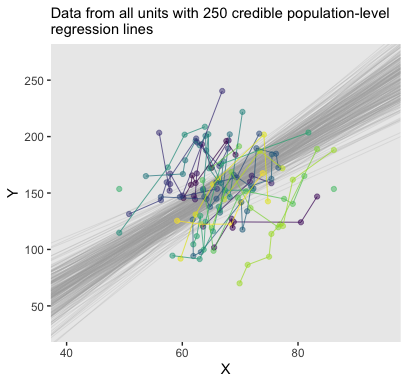 Data from all units with 250 credible population-level
regression lines
250
200
150
100
50
Y
40
60
80
X